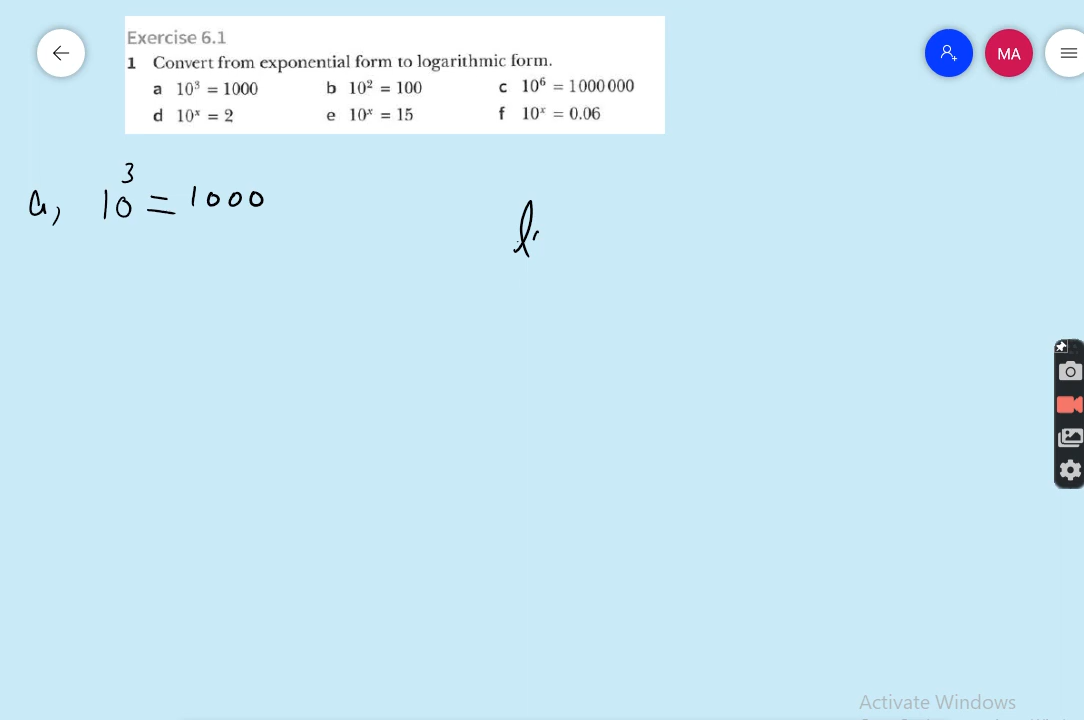 Exercise 6.1
1 Convert from exponential form to logarithmic form.
a 10³ = 1000 b 10² = 100 c 10⁶ = 1000000
d 10ˣ = 2 e 10ˣ = 15 f 10ˣ = 0.06
MA
a, 10³ = 1000
Activate Windows